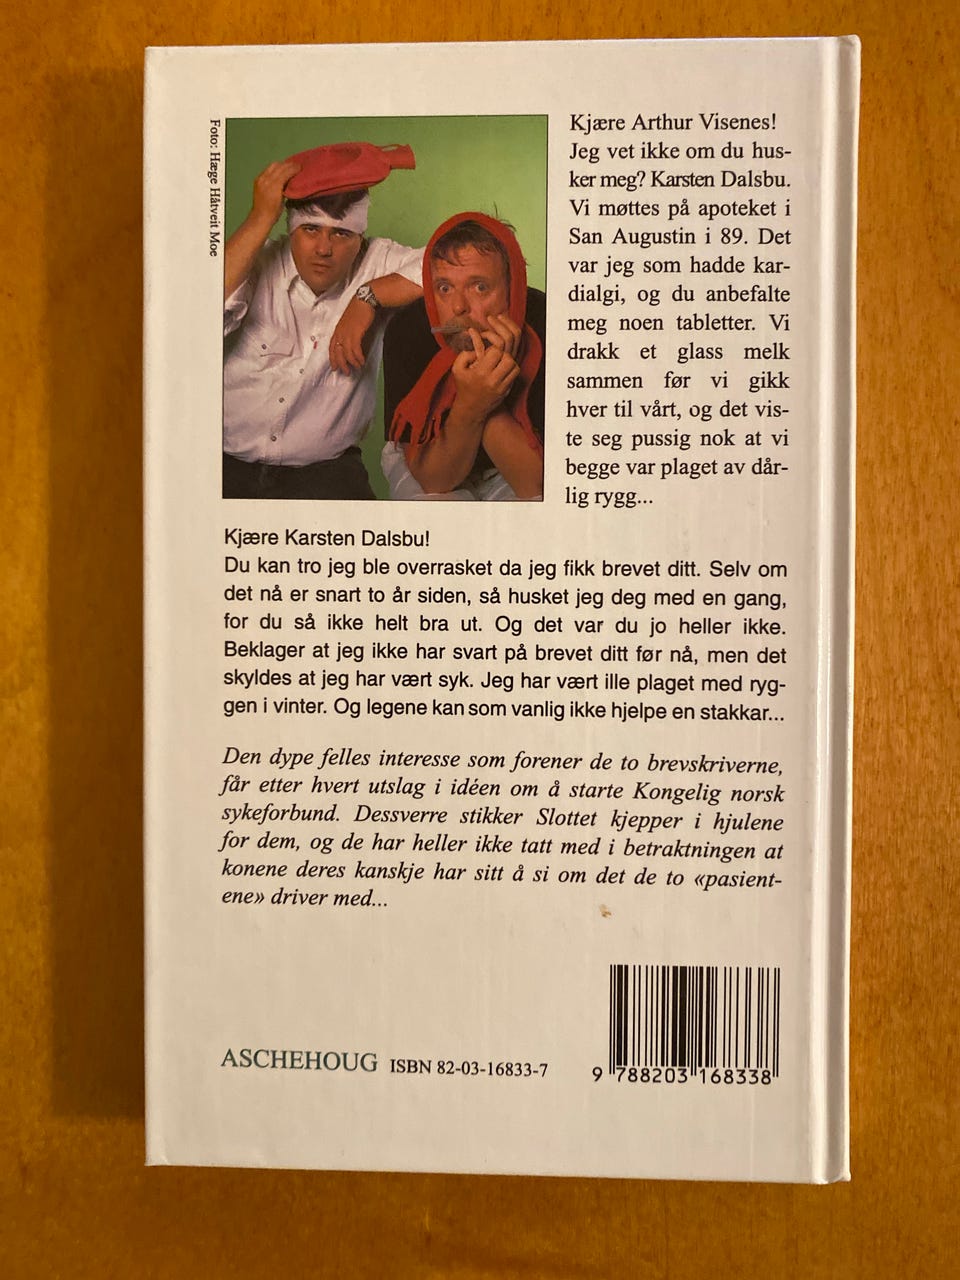 Foto: Hæge Håtveit Moe
Kjære Arthur Visenes!
Jeg vet ikke om du hus-
ker meg? Karsten Dalsbu.
Vi møttes på apoteket i
San Augustin i 89. Det
var jeg som hadde kar-
dialgi, og du anbefalte
meg noen tabletter. Vi
drakk et glass melk
sammen før vi gikk
hver til vårt, og det vis-
te seg pussig nok at vi
begge var plaget av dår-
lig rygg...
Kjære Karsten Dalsbu!
Du kan tro jeg ble overrasket da jeg fikk brevet ditt. Selv om
det nå er snart to år siden, så husket jeg deg med en gang,
for du så ikke helt bra ut. Og det var du jo heller ikke.
Beklager at jeg ikke har svart på brevet ditt før nå, men det
skyldes at jeg har vært syk. Jeg har vært ille plaget med ryg-
gen i vinter. Og legene kan som vanlig ikke hjelpe en stakkar...
Den dype felles interesse som forener de to brevskriverne,
får etter hvert utslag i idéen om å starte Kongelig norsk
sykeforbund. Dessverre stikker Slottet kjepper i hjulene
for dem, og de har heller ikke tatt med i betraktningen at
konene deres kanskje har sitt å si om det de to «pasient-
ene» driver med...
ASCHEHOUG ISBN 82-03-16833-7
9 788203 168338